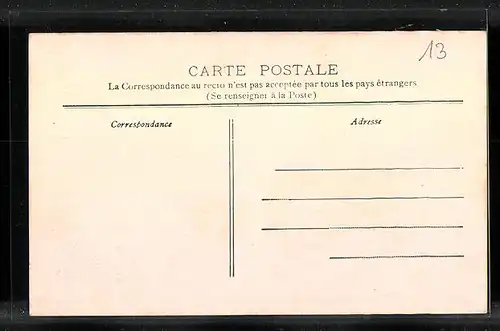 13
CARTE POSTALE
La Correspondance au recto n'est pas acceptée par tous les pays étrangers
(Se renseigner à la Poste)
Correspondance
Adresse